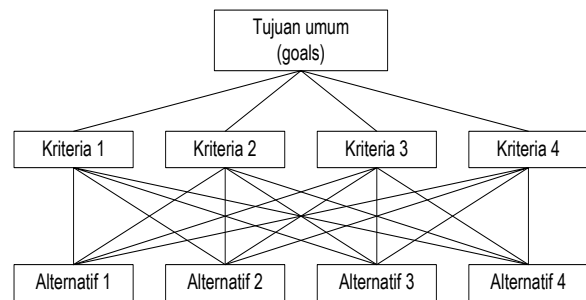 Tujuan umum
(goals)
Kriteria 1
Kriteria 2
Kriteria 3
Kriteria 4
Alternatif 1
Alternatif 2
Alternatif 3
Alternatif 4